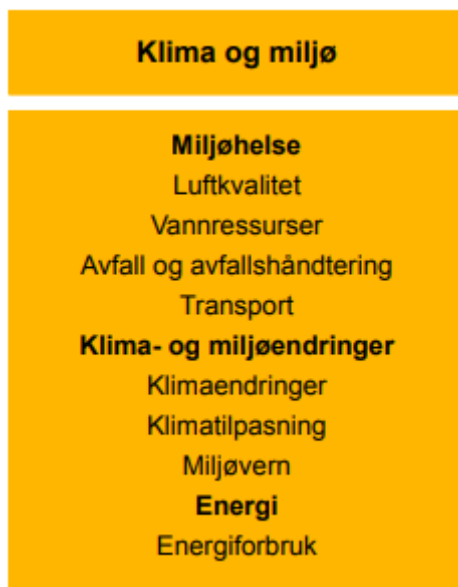 Klima og miljø
Miljøhelse
Luftkvalitet
Vannressurser
Avfall og avfallshåndtering
Transport
Klima- og miljøendringer
Klimaendringer
Klimatilpasning
Miljøvern
Energi
Energiforbruk